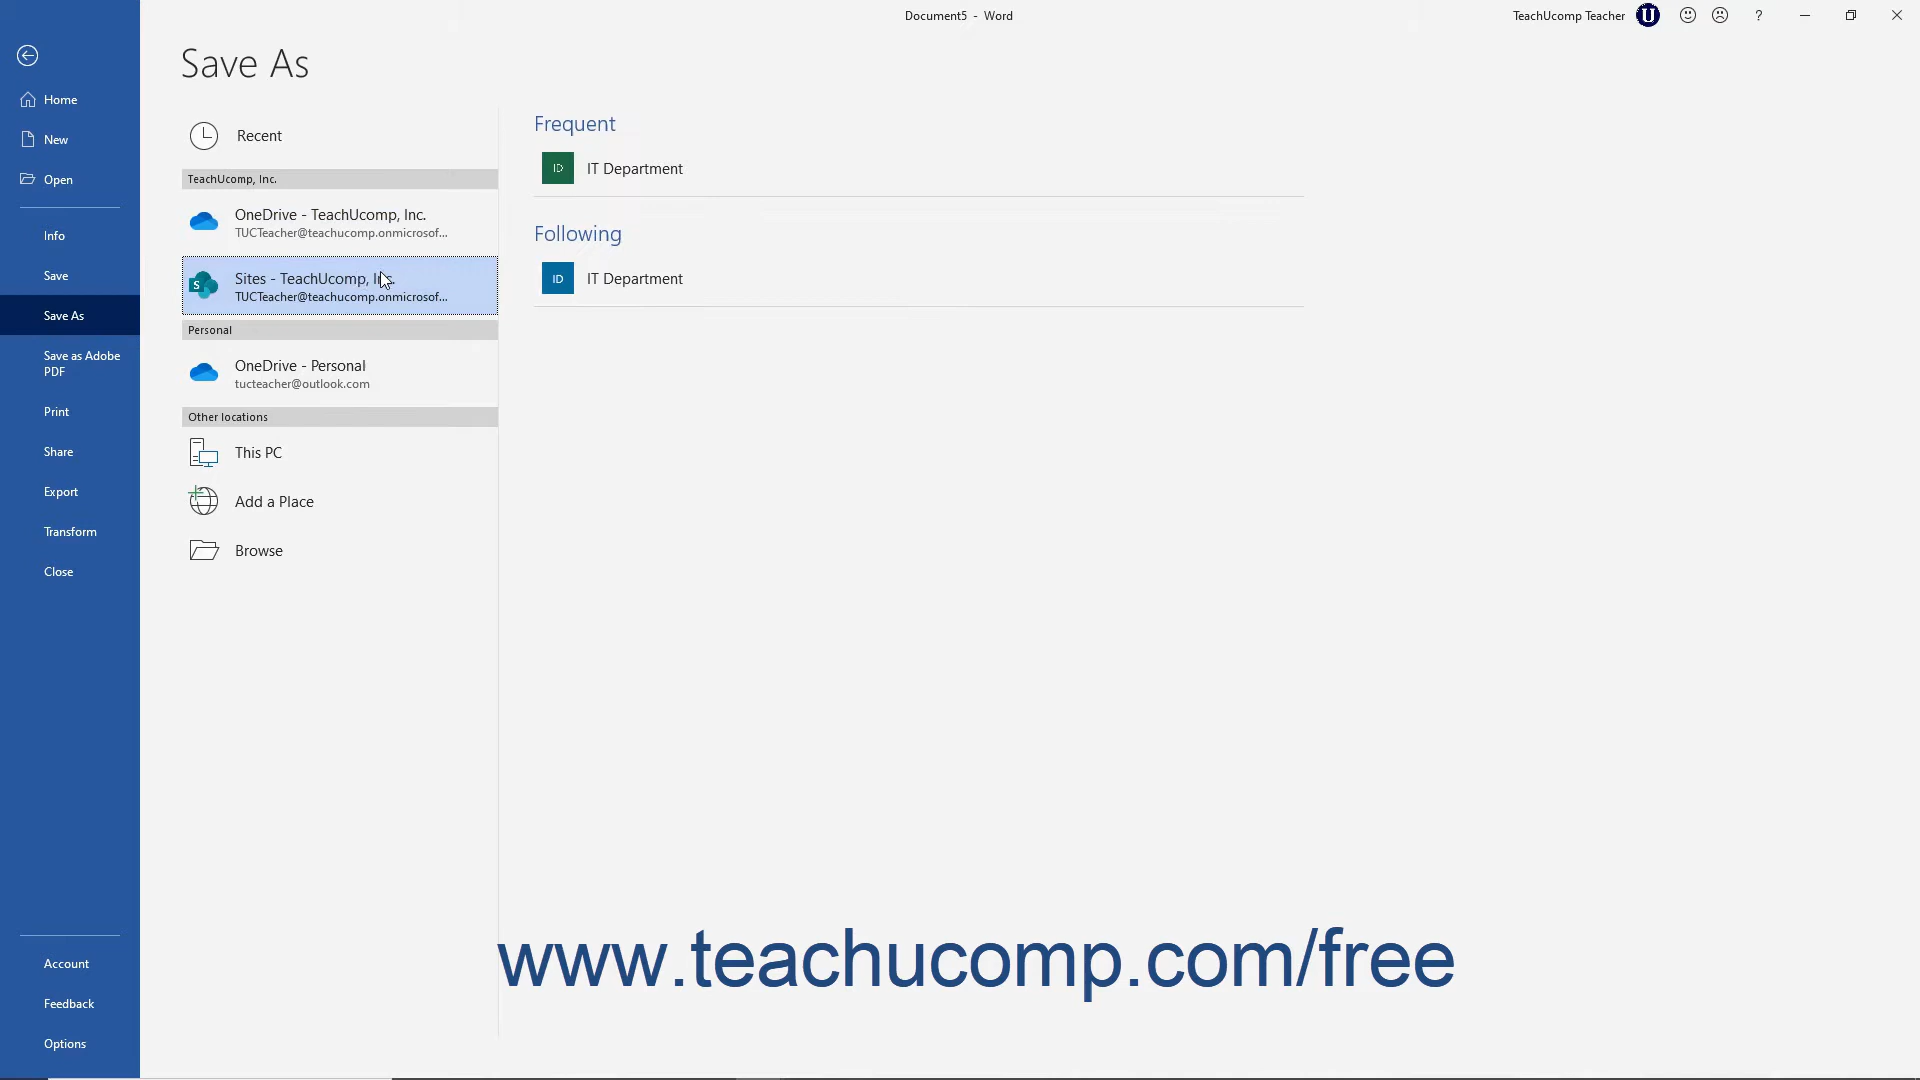 Document5 - Word
TeachUcomp Teacher
U
?
Save As
Home
New
Open
Info
Save
Save As
Save as Adobe
PDF
Print
Share
Export
Transform
Close
Account
Feedback
Options
Recent
TeachUcomp, Inc.
OneDrive - TeachUcomp, Inc.
TUCTeacher@teachucomp.onmicrosof...
S
Sites - TeachUcomp, Inc.
TUCTeacher@teachucomp.onmicrosof...
Personal
OneDrive - Personal
tucteacher@outlook.com
Other locations
This PC
Add a Place
Browse
Frequent
ID
IT Department
Following
ID
IT Department
www.teachucomp.com/free